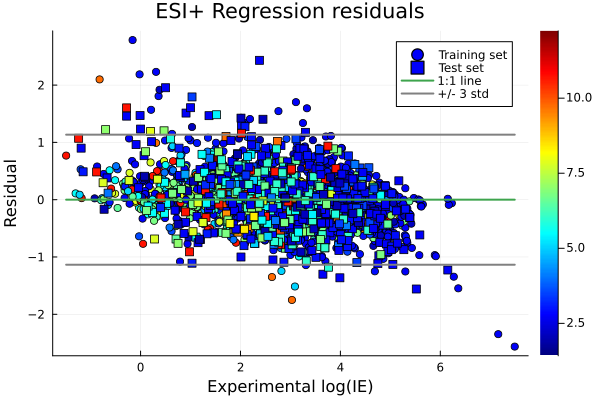 ESI+ Regression residuals
Training set
Test set
1:1 line
+/- 3 std
2
1
0
−1
−2
Residual
0
2
4
6
Experimental log(IE)
10.0
7.5
5.0
2.5